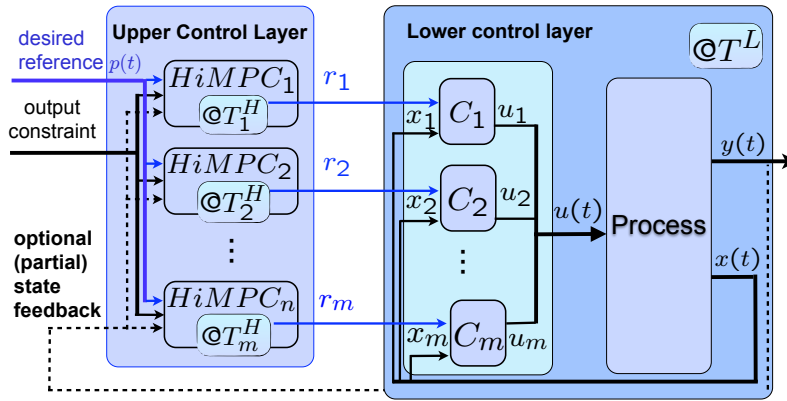 Upper Control Layer
Lower control layer
@T^L
desired
reference p(t)
output
constraint
optional
(partial)
state
feedback
HiMPC_1
@T_1^H
HiMPC_2
@T_2^H
⋮
HiMPC_n
@T_m^H
r_1
r_2
r_m
x_1
C_1
u_1
x_2
C_2
u_2
⋮
x_m
C_m
u_m
u(t)
Process
y(t)
x(t)